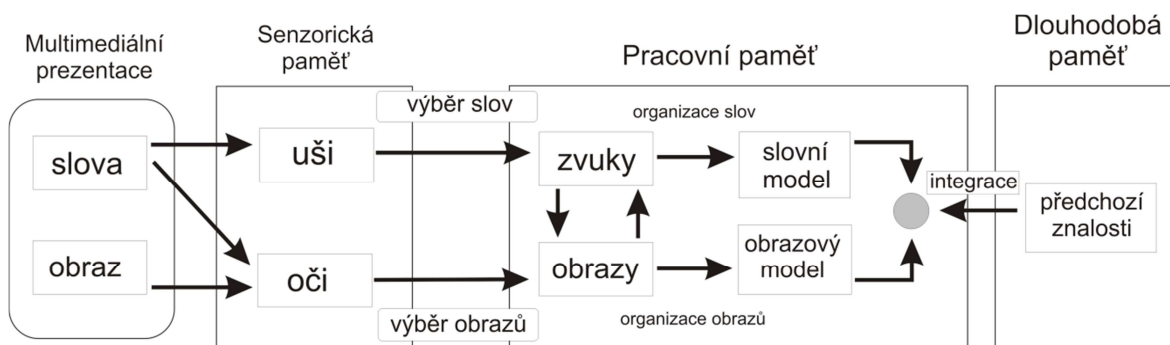 Multimediální
prezentace
slova
obraz
Senzorická
paměť
uši
oči
výběr slov
výběr obrazů
Pracovní paměť
organizace slov
zvuky
slovní
model
obrazy
obrazový
model
organizace obrazů
integrace
Dlouhodobá
paměť
předchozí
znalosti